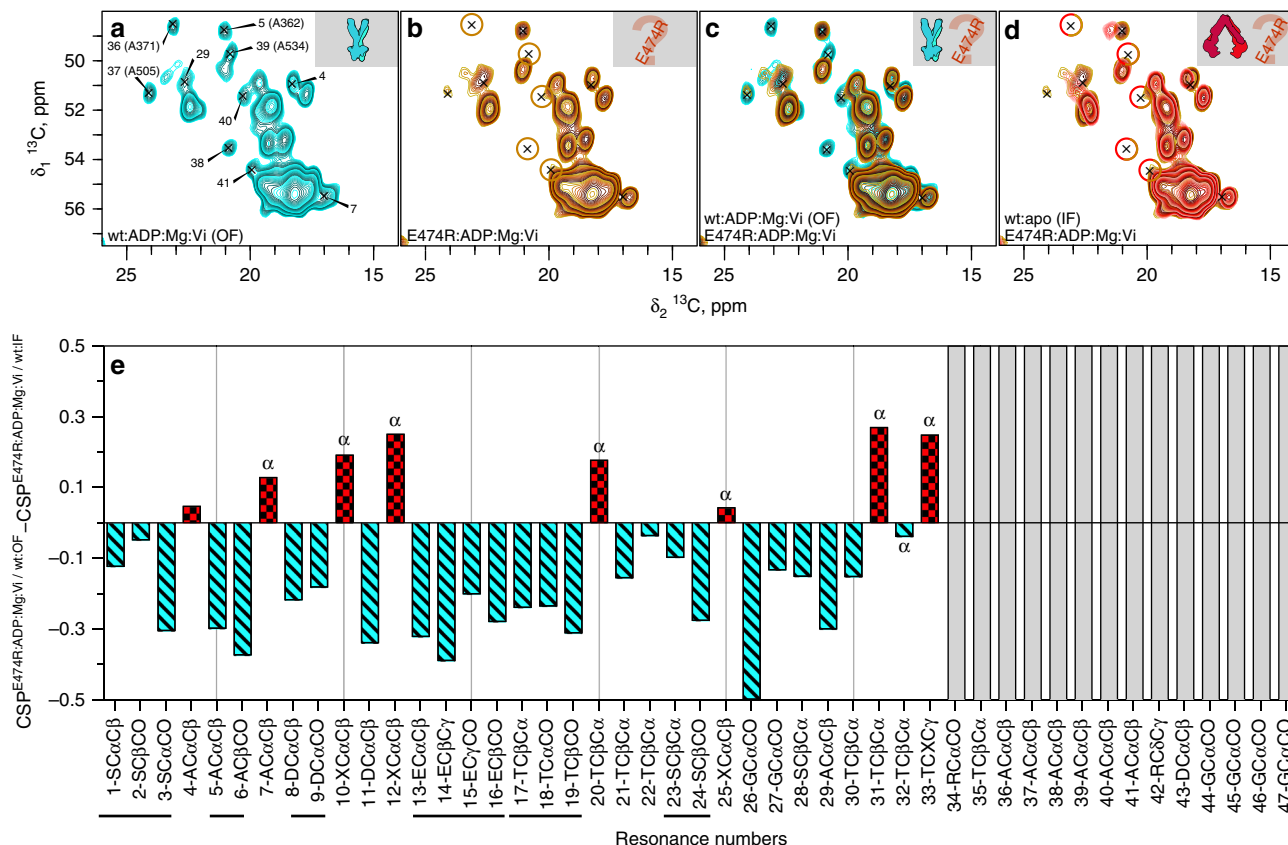 a
5 (A362)
36 (A371)
29
39 (A534)
37 (A505)
4
40
38
41
7
wt:ADP:Mg:Vi (OF)
b
?
E474R
E474R:ADP:Mg:Vi
c
?
E474R
wt:ADP:Mg:Vi (OF)
E474R:ADP:Mg:Vi
d
?
E474R
wt:apo (IF)
E474R:ADP:Mg:Vi
δ1 13C, ppm
50
52
54
56
25 20 15
25 20 15
25 20 15
25 20 15
δ2 13C, ppm
e
CSP^E474R:ADP:Mg:Vi / wt:OF –CSP^E474R:ADP:Mg:Vi / wt:IF
0.5
0.3
0.1
–0.1
–0.3
–0.5
α
α
α
α
α
α
α
α
1-SCαCβ
2-SCβCO
3-SCαCO
4-ACαCβ
5-ACαCβ
6-ACβCO
7-ACαCβ
8-DCαCβ
9-DCαCO
10-XCαCβ
11-DCαCβ
12-XCαCβ
13-ECαCβ
14-ECβCγ
15-ECγCO
16-ECβCO
17-TCβCα
18-TCαCO
19-TCβCO
20-TCβCα
21-TCβCα
22-TCβCα
23-SCβCα
24-SCβCO
25-XCαCβ
26-GCαCO
27-GCαCO
28-SCβCα
29-ACαCβ
30-TCβCα
31-TCβCα
32-TCβCα
33-TCXCγ
34-RCαCO
35-TCβCα
36-ACαCβ
37-ACαCβ
38-ACαCβ
39-ACαCβ
40-ACαCβ
41-ACαCβ
42-RCδCγ
43-DCαCβ
44-GCαCO
45-GCαCO
46-GCαCO
47-GCαCO
Resonance numbers